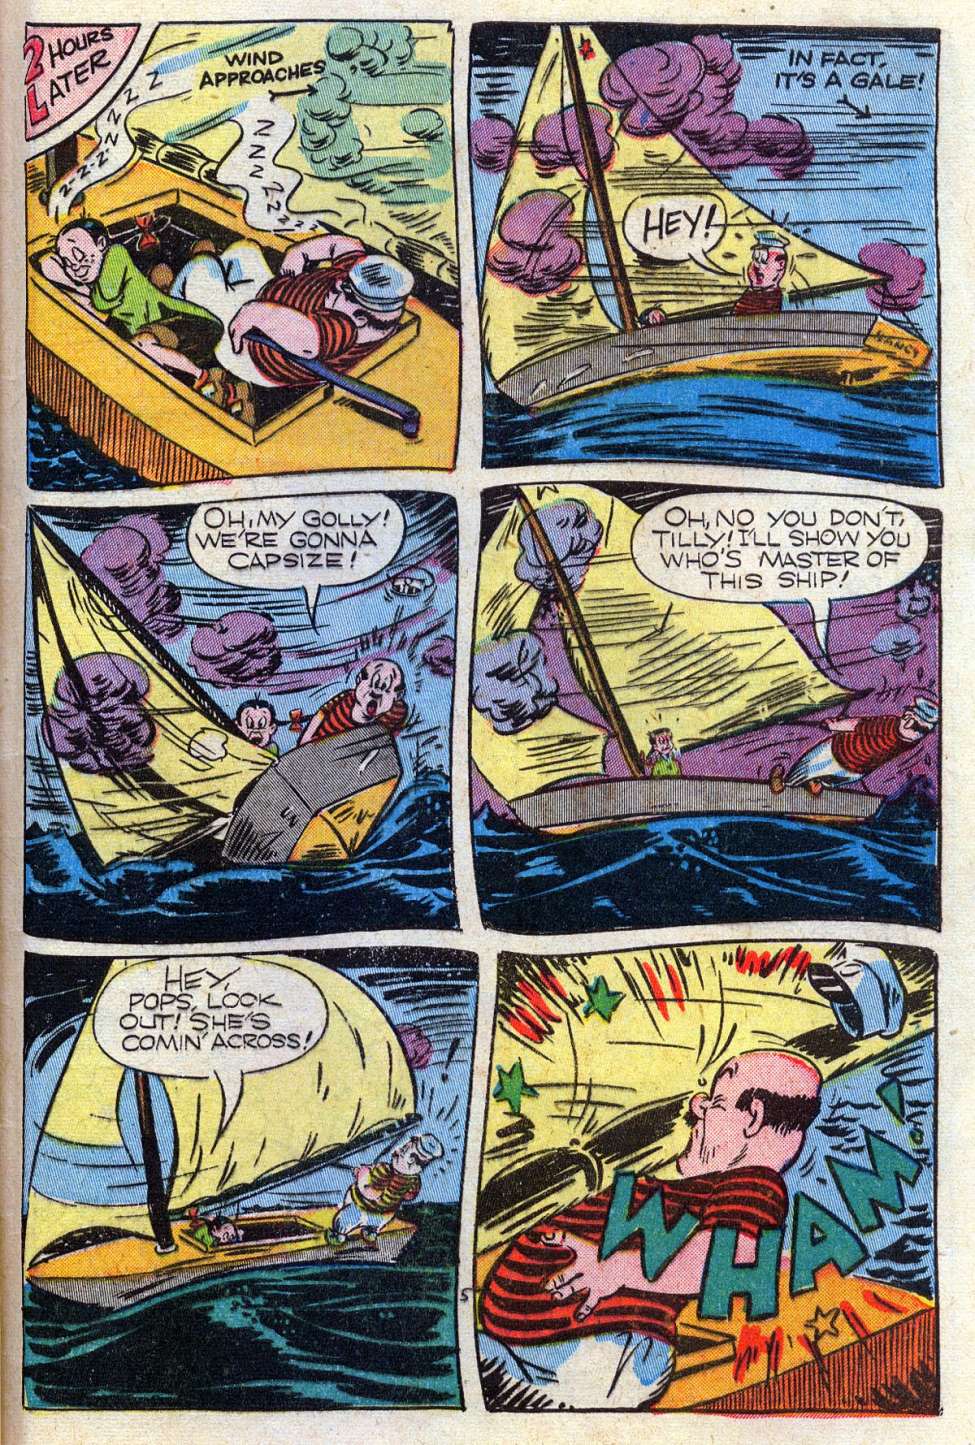 2 HOURS
LATER
Z
Z
Z
Z
Z-Z-Z-Z-Z
WIND
APPROACHES
Z
Z
Z
Z
Z
Z
Z
Z
Z
K
IN FACT,
IT'S A GALE!
HEY!
OH, MY GOLLY!
WE'RE GONNA
CAPSIZE!
OH, NO YOU DON'T,
TILLY! I'LL SHOW YOU
WHO'S MASTER OF
THIS SHIP!
HEY,
POPS, LOOK
OUT! SHE'S
COMIN' ACROSS!
WHAM!
5